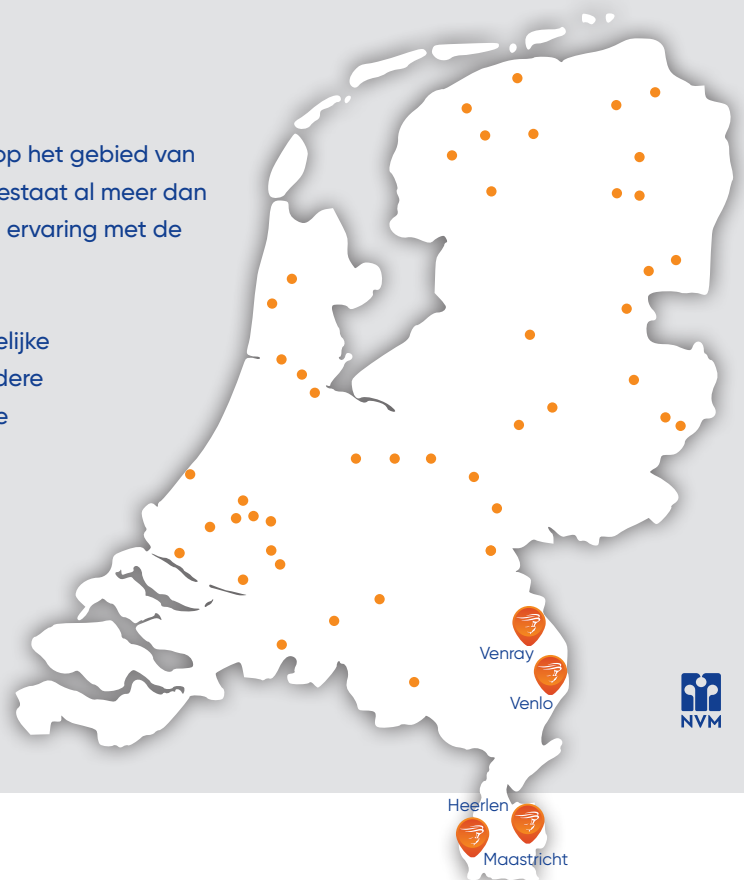 op het gebied van
estaat al meer dan
ervaring met de
elijke
dere
e
Venray
Venlo
NVM
Heerlen
Maastricht